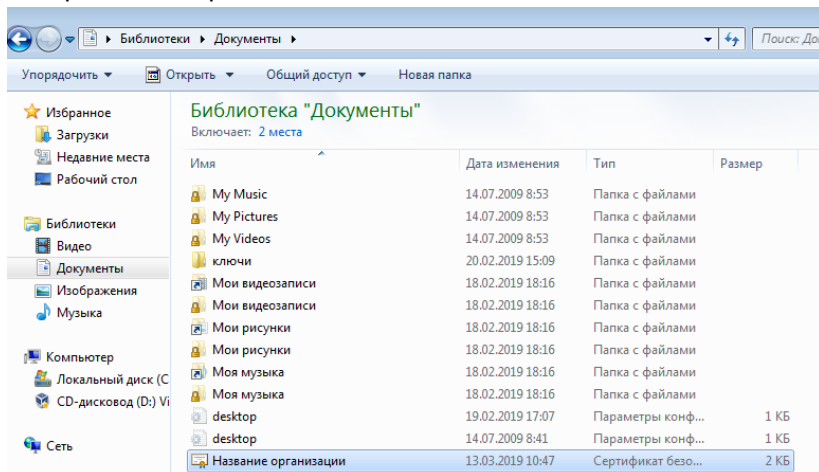 Библиотеки ▸ Документы ▸
Поиск: До
Упорядочить ▼ Открыть ▼ Общий доступ ▼ Новая папка
Избранное
Загрузки
Недавние места
Рабочий стол
Библиотеки
Видео
Документы
Изображения
Музыка
Компьютер
Локальный диск (C
CD-дисковод (D:) Vi
Сеть
Библиотека "Документы"
Включает: 2 места
Имя Дата изменения Тип Размер
My Music 14.07.2009 8:53 Папка с файлами
My Pictures 14.07.2009 8:53 Папка с файлами
My Videos 14.07.2009 8:53 Папка с файлами
ключи 20.02.2019 15:09 Папка с файлами
Мои видеозаписи 18.02.2019 18:16 Папка с файлами
Мои видеозаписи 18.02.2019 18:16 Папка с файлами
Мои рисунки 18.02.2019 18:16 Папка с файлами
Мои рисунки 18.02.2019 18:16 Папка с файлами
Моя музыка 18.02.2019 18:16 Папка с файлами
Моя музыка 18.02.2019 18:16 Папка с файлами
desktop 19.02.2019 17:07 Параметры конф... 1 КБ
desktop 14.07.2009 8:41 Параметры конф... 1 КБ
Название организации 13.03.2019 10:47 Сертификат безо... 2 КБ